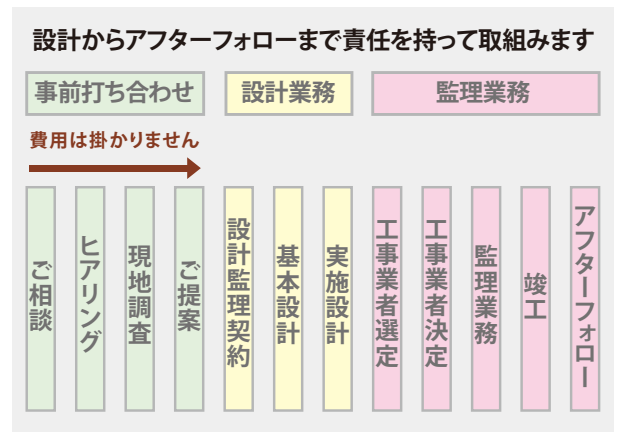 設計からアフターフォローまで責任を持って取組みます
事前打ち合わせ
設計業務
監理業務
費用は掛かりません
ご相談
ヒアリング
現地調査
ご提案
設計監理契約
基本設計
実施設計
工事業者選定
工事業者決定
監理業務
竣工
アフターフォロー